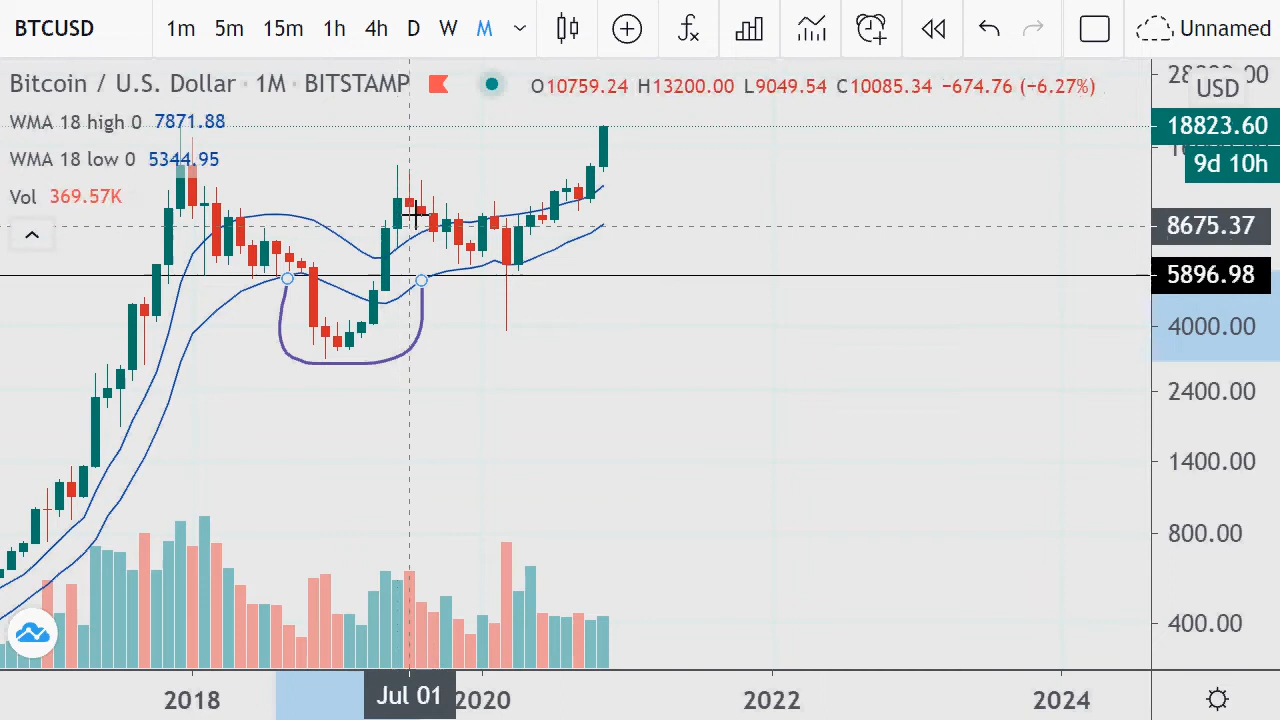 BTCUSD 1m 5m 15m 1h 4h D W M Unnamed
Bitcoin / U.S. Dollar · 1M · BITSTAMP O10759.24 H13200.00 L9049.54 C10085.34 −674.76 (−6.27%)
USD
WMA 18 high 0 7871.88
18823.60
WMA 18 low 0 5344.95
9d 10h
Vol 369.57K
8675.37
5896.98
4000.00
2400.00
1400.00
800.00
400.00
2018 Jul 01 2020 2022 2024